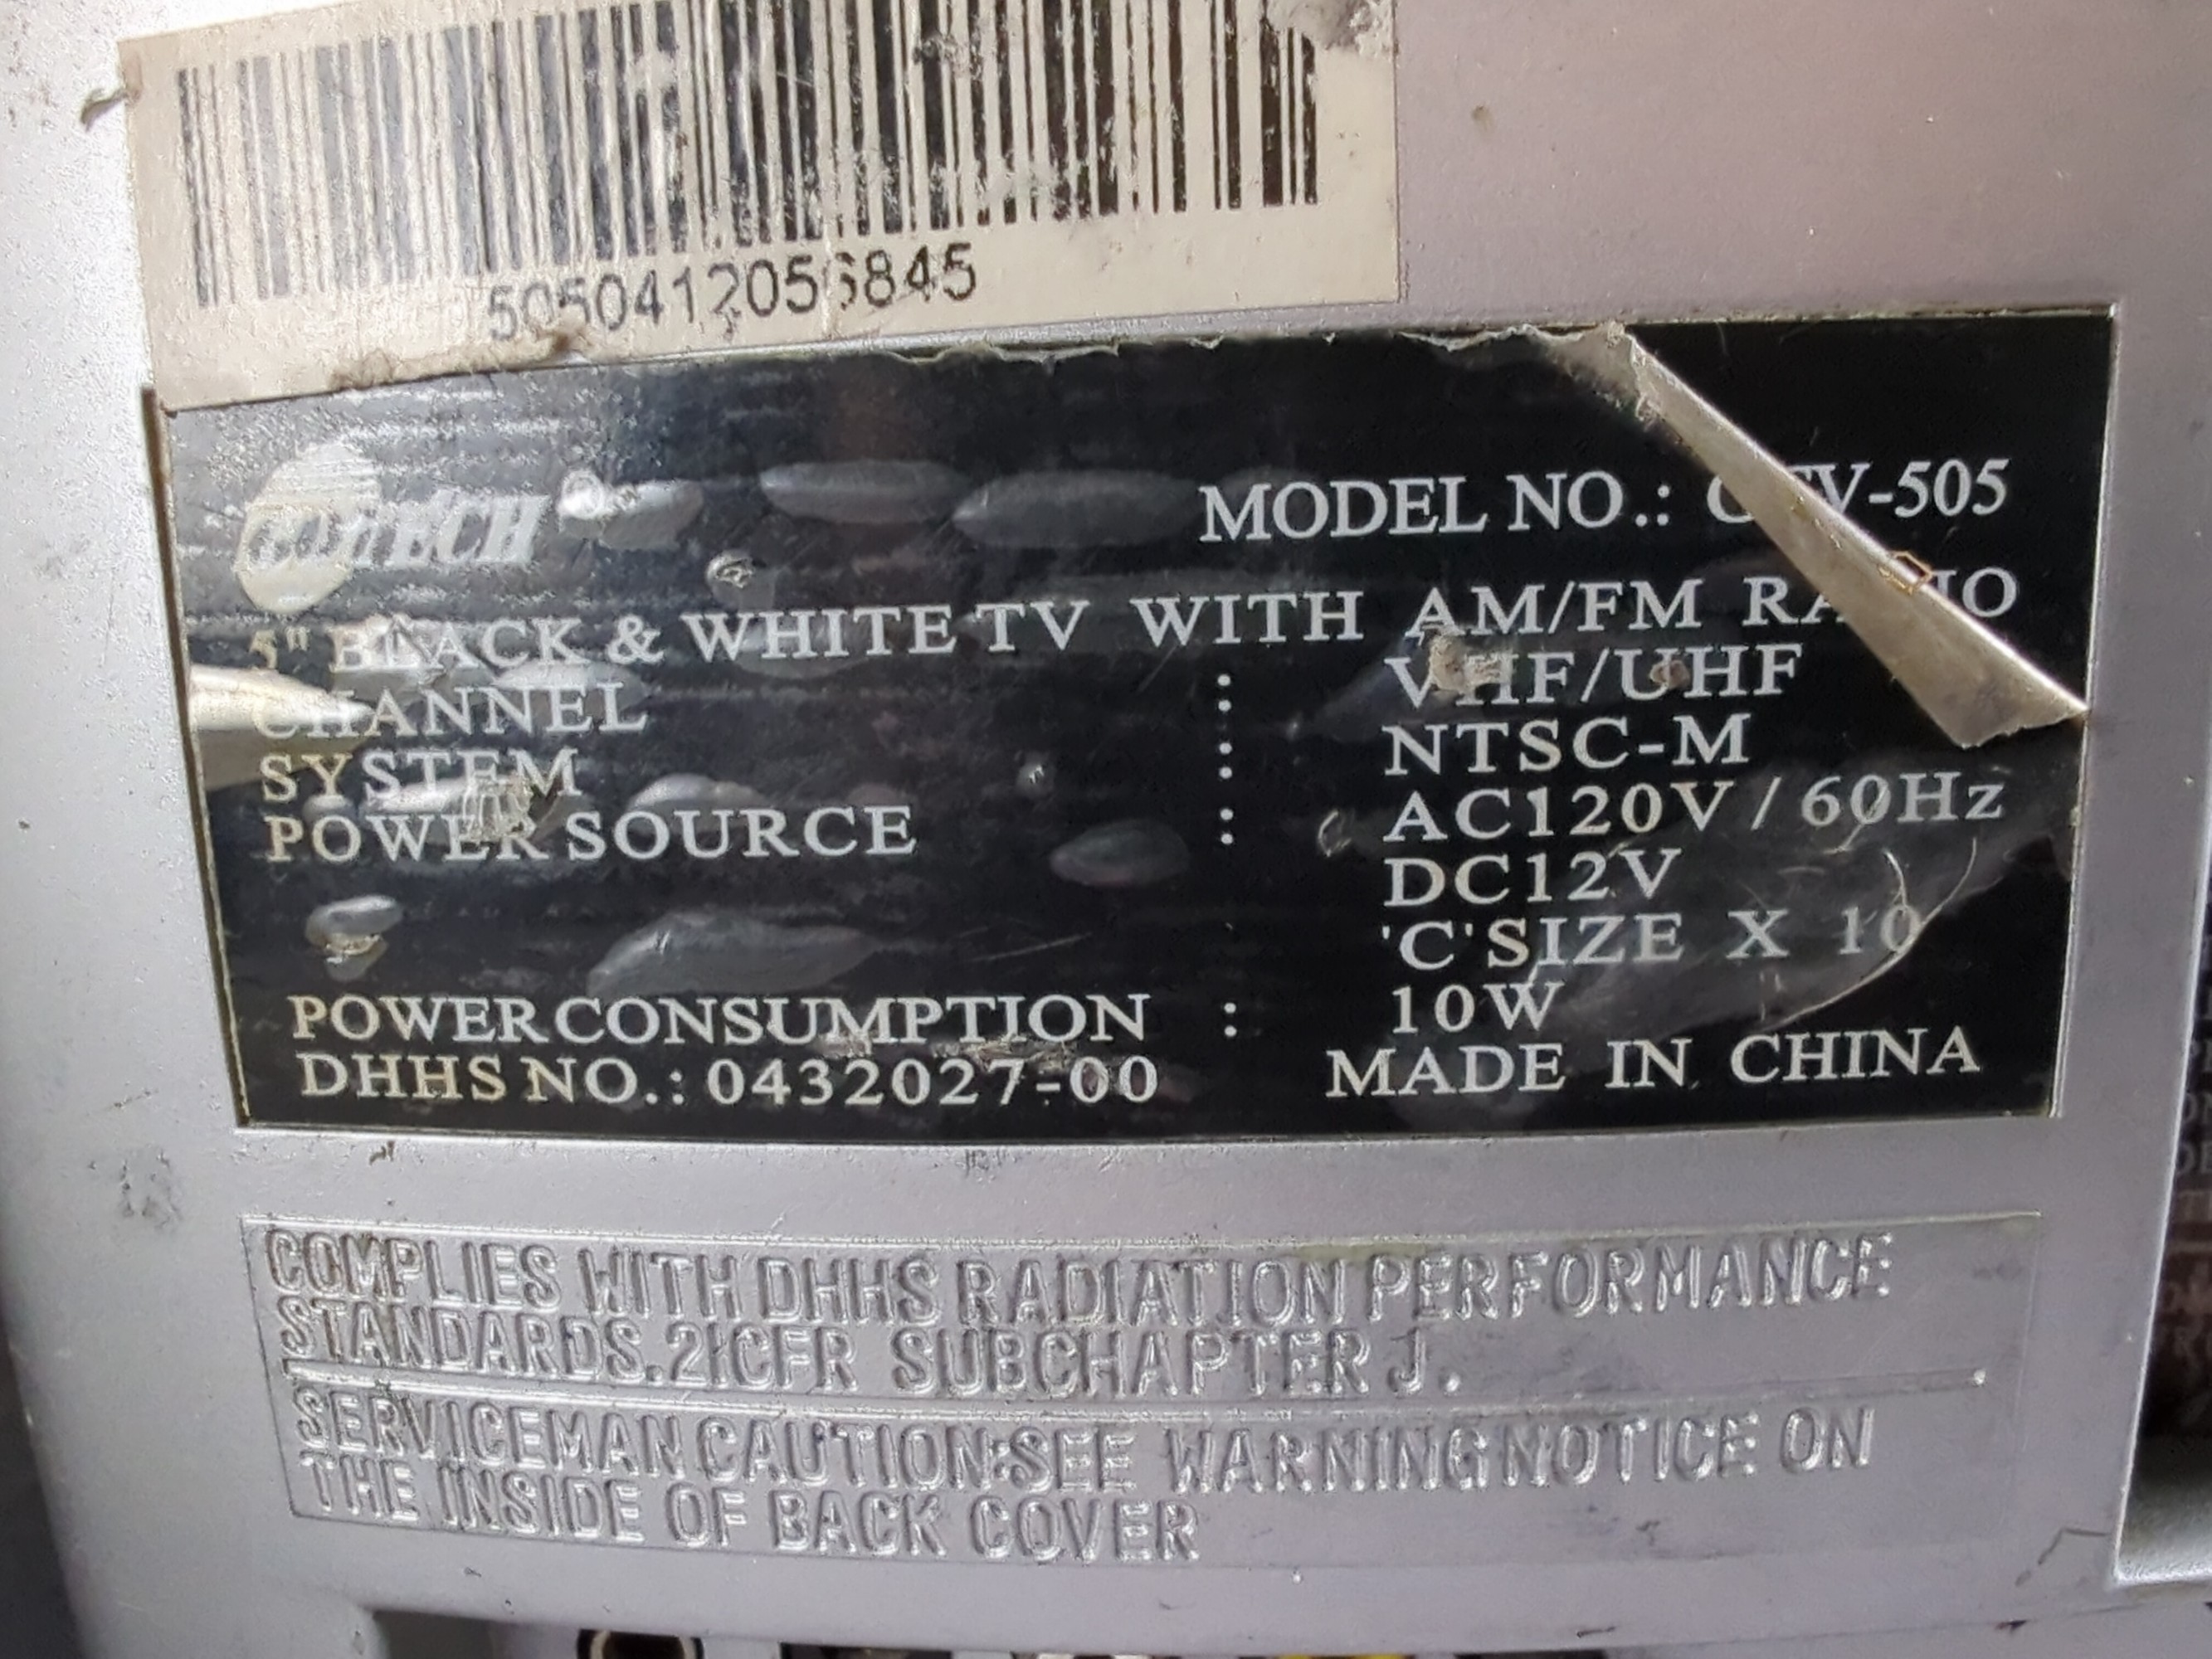 5050412056845
MODEL NO.:
5" BLACK & WHITE TV WITH AM/FM RADIO
CHANNEL : VHF/UHF
SYSTEM : NTSC-M
POWER SOURCE : AC120V / 60Hz
DC12V
'C' SIZE X 10
POWER CONSUMPTION : 10W
DHHS NO.: 0432027-00 MADE IN CHINA
COMPLIES WITH DHHS RADIATION PERFORMANCE
STANDARDS.21CFR SUBCHAPTER J.
SERVICEMAN CAUTION:SEE WARNING NOTICE ON
THE INSIDE OF BACK COVER